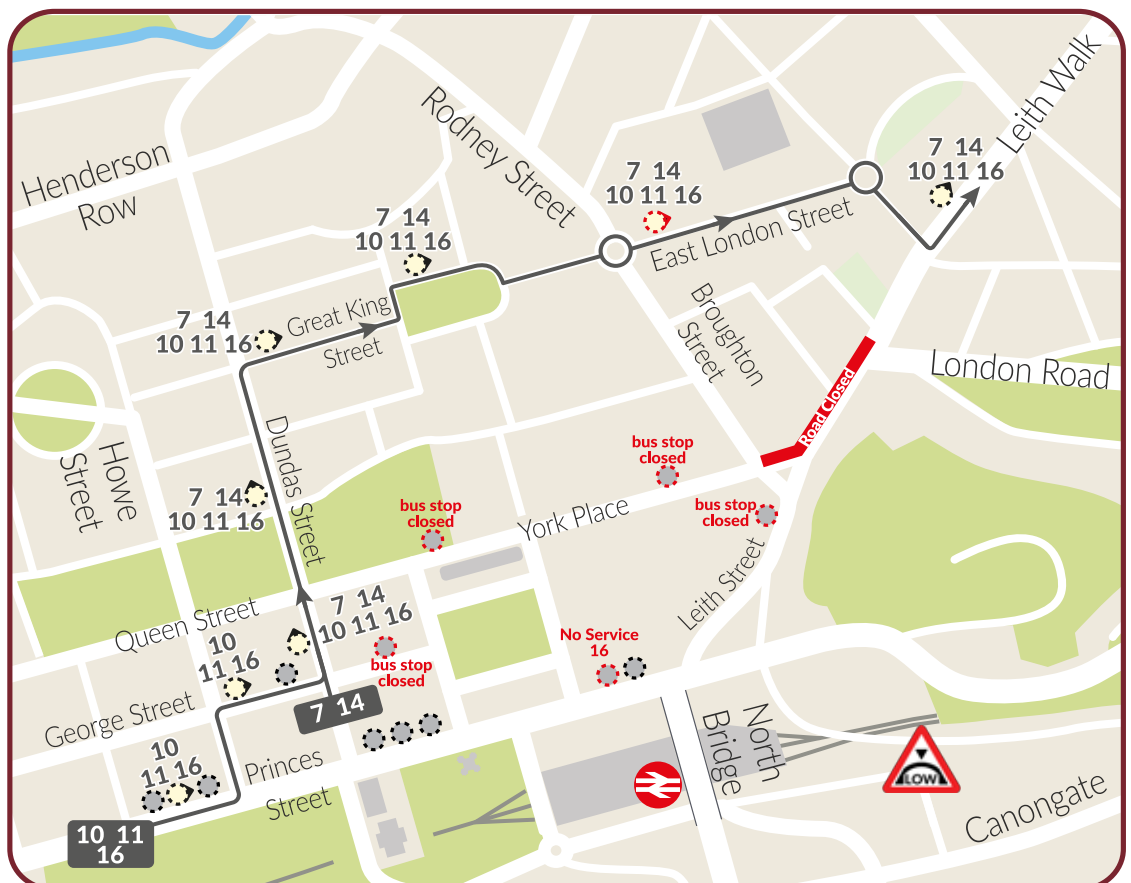 Henderson
Row
Rodney Street
Leith Walk
7 14
10 11 16
7 14
10 11 16
7 14
10 11 16
East London Street
7 14
10 11 16
Great King
Street
Broughton
Street
London Road
Road Closed
Howe
Street
Dundas Street
7 14
10 11 16
bus stop
closed
bus stop
closed
bus stop
closed
York Place
Leith Street
Queen Street
7 14
10 11 16
10
11 16
bus stop
closed
No Service
16
George Street
7 14
North
Bridge
10
11 16
Princes
Street
LOW
Canongate
10 11
16